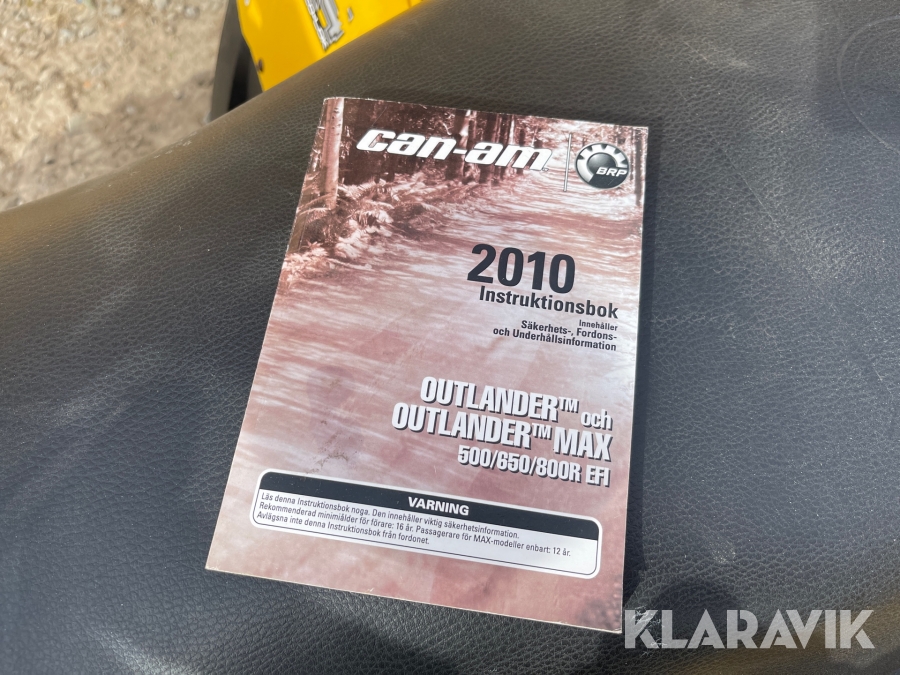 can-am
BRP
2010
Instruktionsbok
Innehåller
Säkerhets-, Fordons-
och Underhållsinformation
OUTLANDER™ och
OUTLANDER™ MAX
500/650/800R EFI
VARNING
Läs denna Instruktionsbok noga. Den innehåller viktig säkerhetsinformation.
Rekommenderad minimiålder för förare: 16 år. Passagerare för MAX-modeller enbart: 12 år.
Avlägsna inte denna Instruktionsbok från fordonet.
KLARAVIK